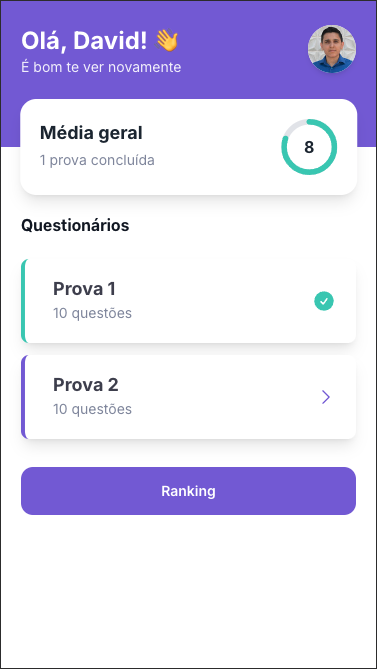 Olá, David! 👋
É bom te ver novamente
Média geral
1 prova concluída
8
Questionários
Prova 1
10 questões
Prova 2
10 questões
Ranking